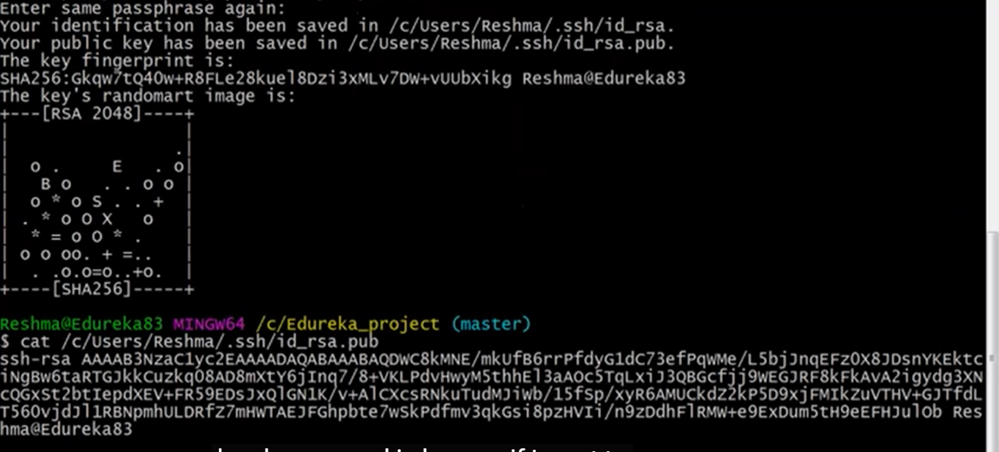 Enter same passphrase again:
Your identification has been saved in /c/Users/Reshma/.ssh/id_rsa.
Your public key has been saved in /c/Users/Reshma/.ssh/id_rsa.pub.
The key fingerprint is:
SHA256:Gkqw7tQ40w+R8FLe28kuel8Dzi3xMLv7DW+vUUbXikg Reshma@Edureka83
The key's randomart image is:
+---[RSA 2048]----+
|                 |
|                .|
|  o .     E   . o|
|   B o   . . o o |
|  o * o S . . +  |
| . * o O X   o   |
|  * = o O * .    |
| o o oo. + =..   |
|  . .o.o=o..+o.  |
+----[SHA256]-----+
Reshma@Edureka83 MINGW64 /c/Edureka_project (master)
$ cat /c/Users/Reshma/.ssh/id_rsa.pub
ssh-rsa AAAAB3NzaC1yc2EAAAADAQABAAABAQDWC8kMNE/mkUfB6rrPfdyG1dC73efPqWMe/L5bjJnqEFz0X8JDsnYKEktc
iNgBw6taRTGJkkCuzkq08AD8mXtY6jInq7/8+VKLPdvHwyM5thhEl3aAOc5TqLxiJ3QBGcfjj9WEGJRF8kFkAvA2igydg3XN
cQGxSt2btIepdXEV+FR59EDsJxQlGN1K/v+AlCXcsRNkuTudMJiWb/15fSp/xyR6AMUCkdZ2kP5D9xjFMIkZuVTHV+GJTfdL
T56OvjdJl1RBNpmhULDRfZ7mHWTAEJFGhpbte7wSkPdfmv3qkGsi8pzHVIi/n9zDdhFlRMW+e9ExDum5tH9eEFHJulOb Res
hma@Edureka83